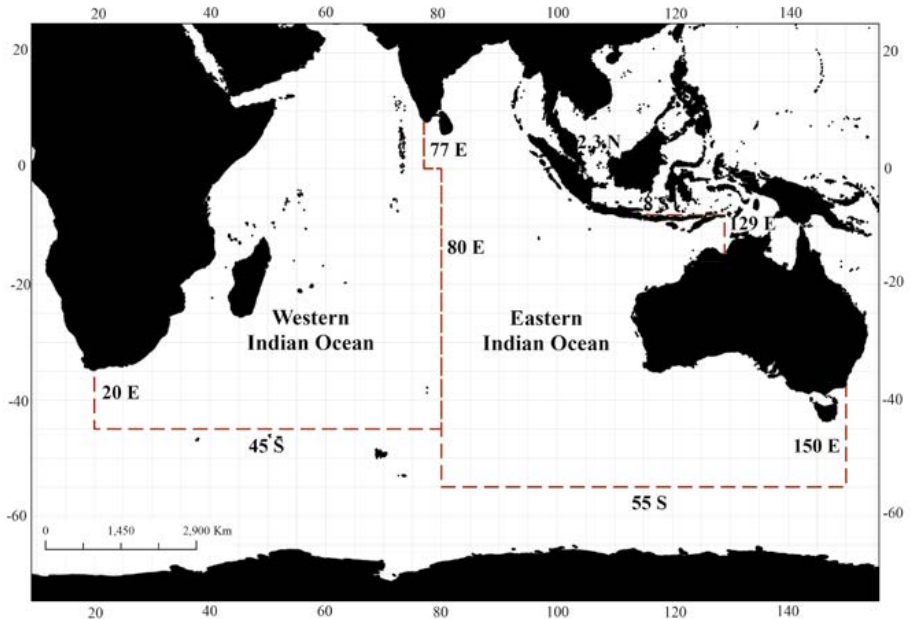 20 40 60 80 100 120 140
20 20
2.3 N
77 E
0 0
8 S
129 E
80 E
-20 -20
Western Eastern
Indian Ocean Indian Ocean
20 E
-40 -40
45 S 150 E
55 S
-60 -60
0 1,450 2,900 Km
20 40 60 80 100 120 140